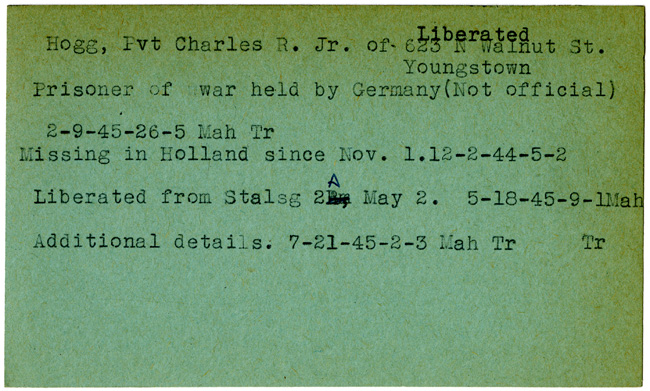 Liberated
Hogg, Pvt Charles R. Jr. of 623 N Walnut St.
Youngstown
Prisoner of war held by Germany(Not official)
2-9-45-26-5 Mah Tr
Missing in Holland since Nov. 1.12-2-44-5-2
A
Liberated from Stalsg 2 May 2. 5-18-45-9-1Mah
Additional details. 7-21-45-2-3 Mah Tr Tr